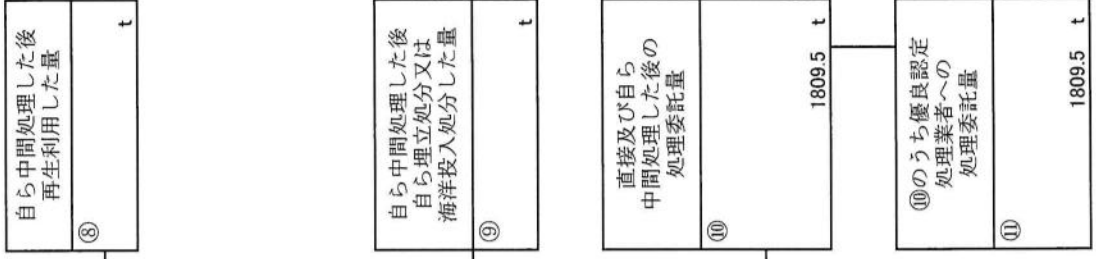 自ら中間処理した後
再生利用した量
⑧
t
自ら中間処理した後
自ら埋立処分又は
海洋投入処分した量
⑨
t
直接及び自ら
中間処理した後の
処理委託量
⑩
1809.5 t
⑩のうち優良認定
処理業者への
処理委託量
⑪
1809.5 t